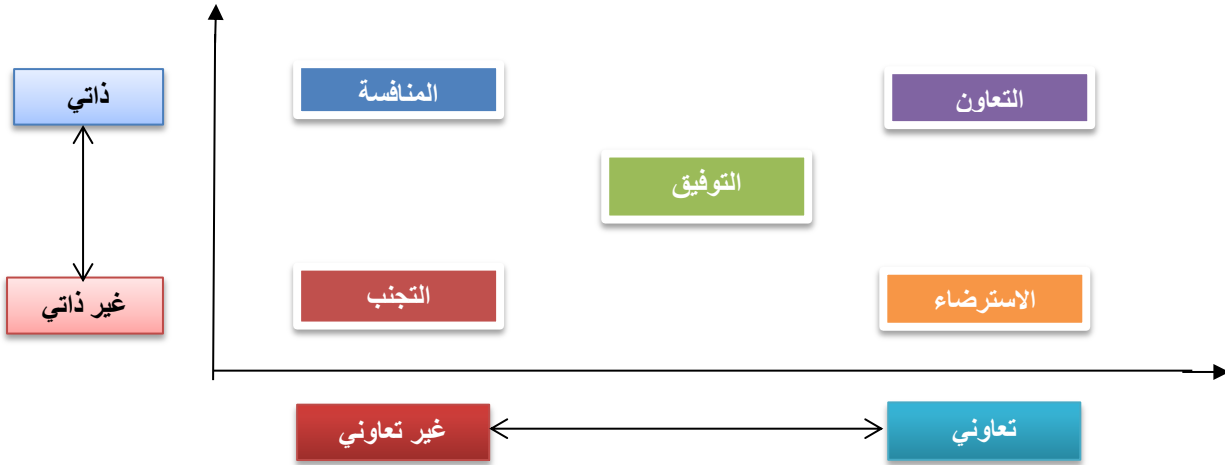 ذاتي
المنافسة
التعاون
التوفيق
غير ذاتي
التجنب
الاسترضاء
غير تعاوني
تعاوني